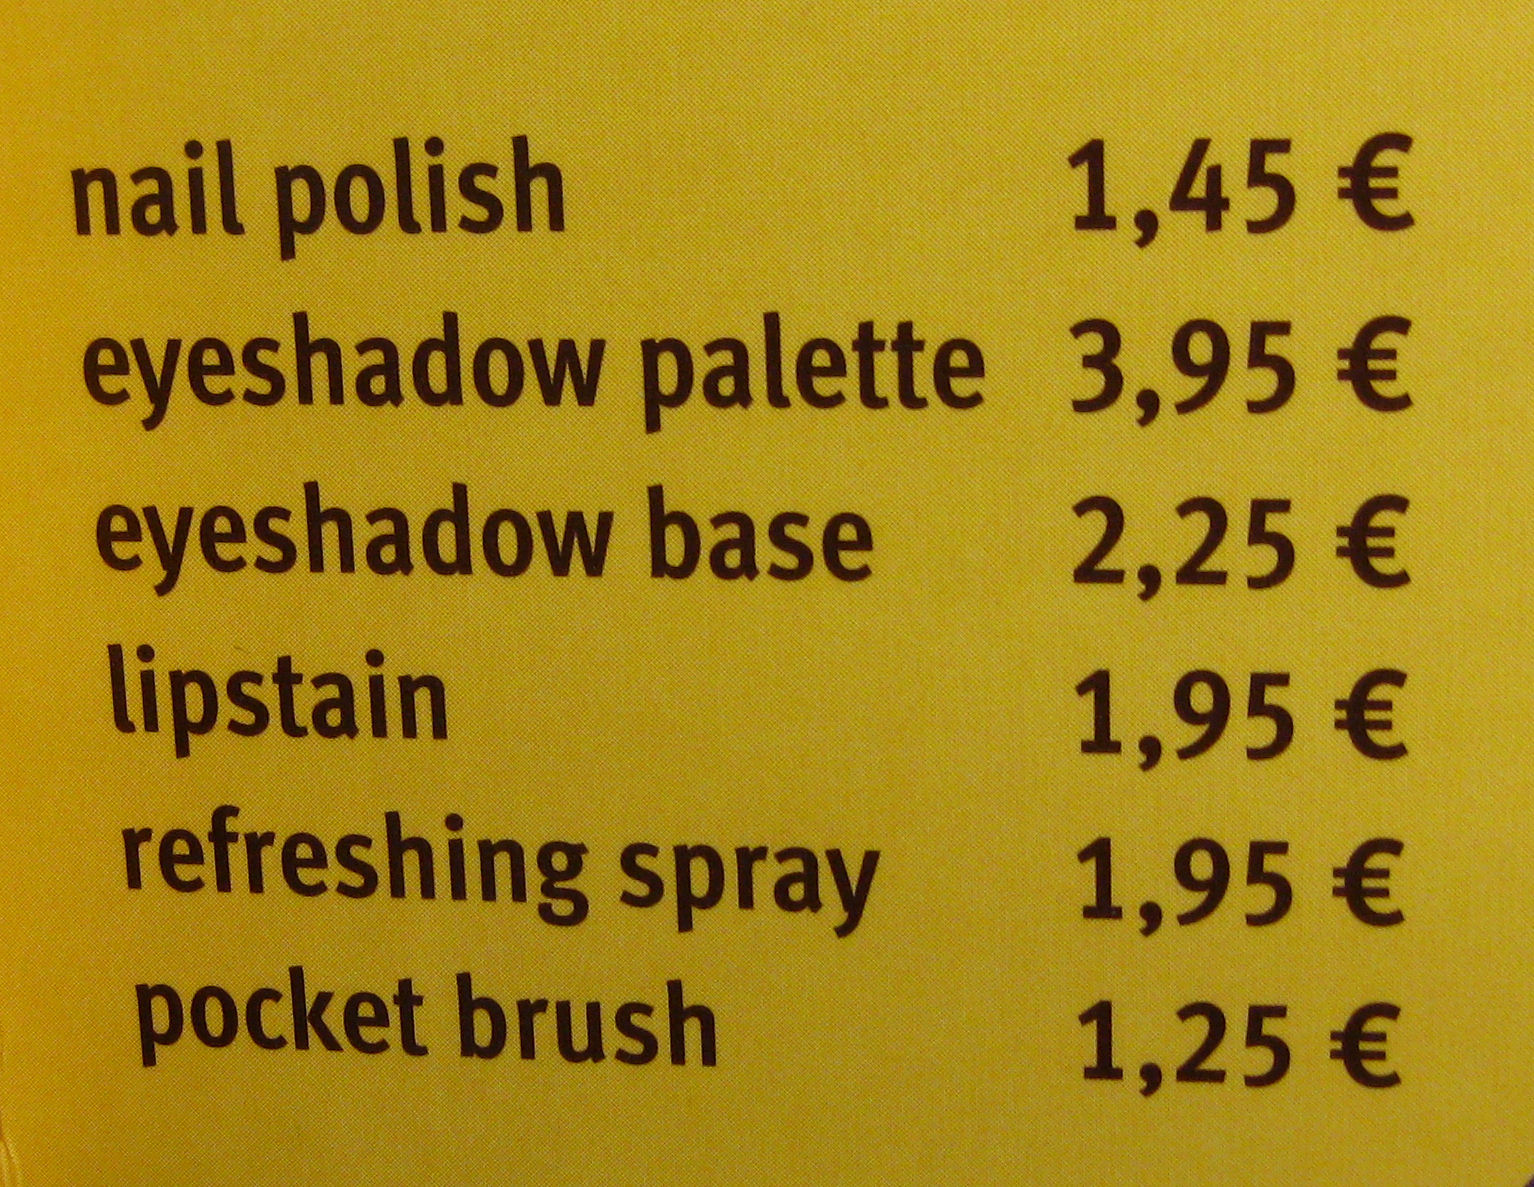 nail polish 1,45 €
eyeshadow palette 3,95 €
eyeshadow base 2,25 €
lipstain 1,95 €
refreshing spray 1,95 €
pocket brush 1,25 €